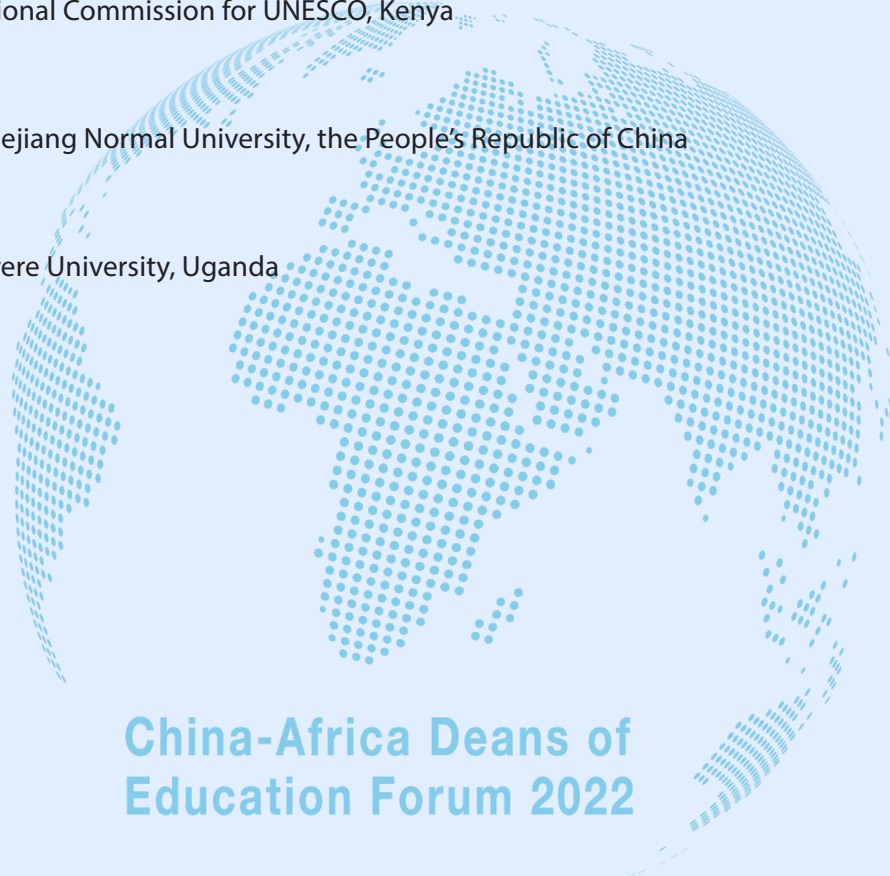 ional Commission for UNESCO, Kenya
ejiang Normal University, the People's Republic of China
ere University, Uganda
China-Africa Deans of
Education Forum 2022